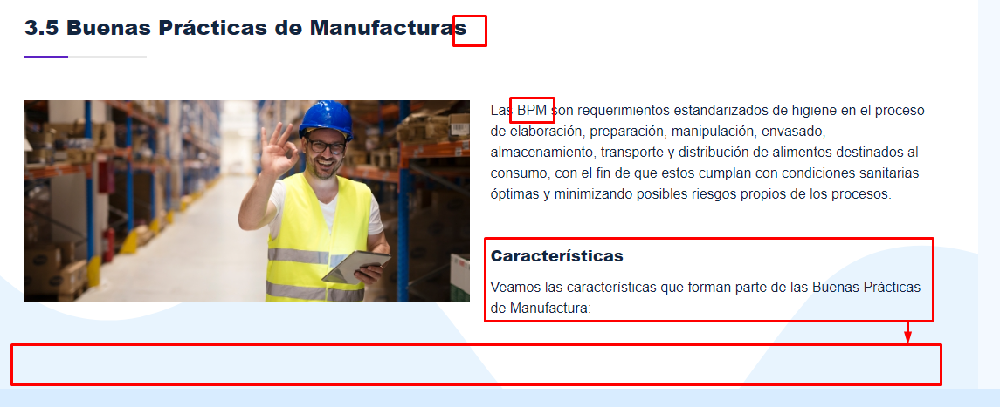 3.5 Buenas Prácticas de Manufacturas
Las BPM son requerimientos estandarizados de higiene en el proceso
de elaboración, preparación, manipulación, envasado,
almacenamiento, transporte y distribución de alimentos destinados al
consumo, con el fin de que estos cumplan con condiciones sanitarias
óptimas y minimizando posibles riesgos propios de los procesos.
Características
Veamos las características que forman parte de las Buenas Prácticas
de Manufactura: